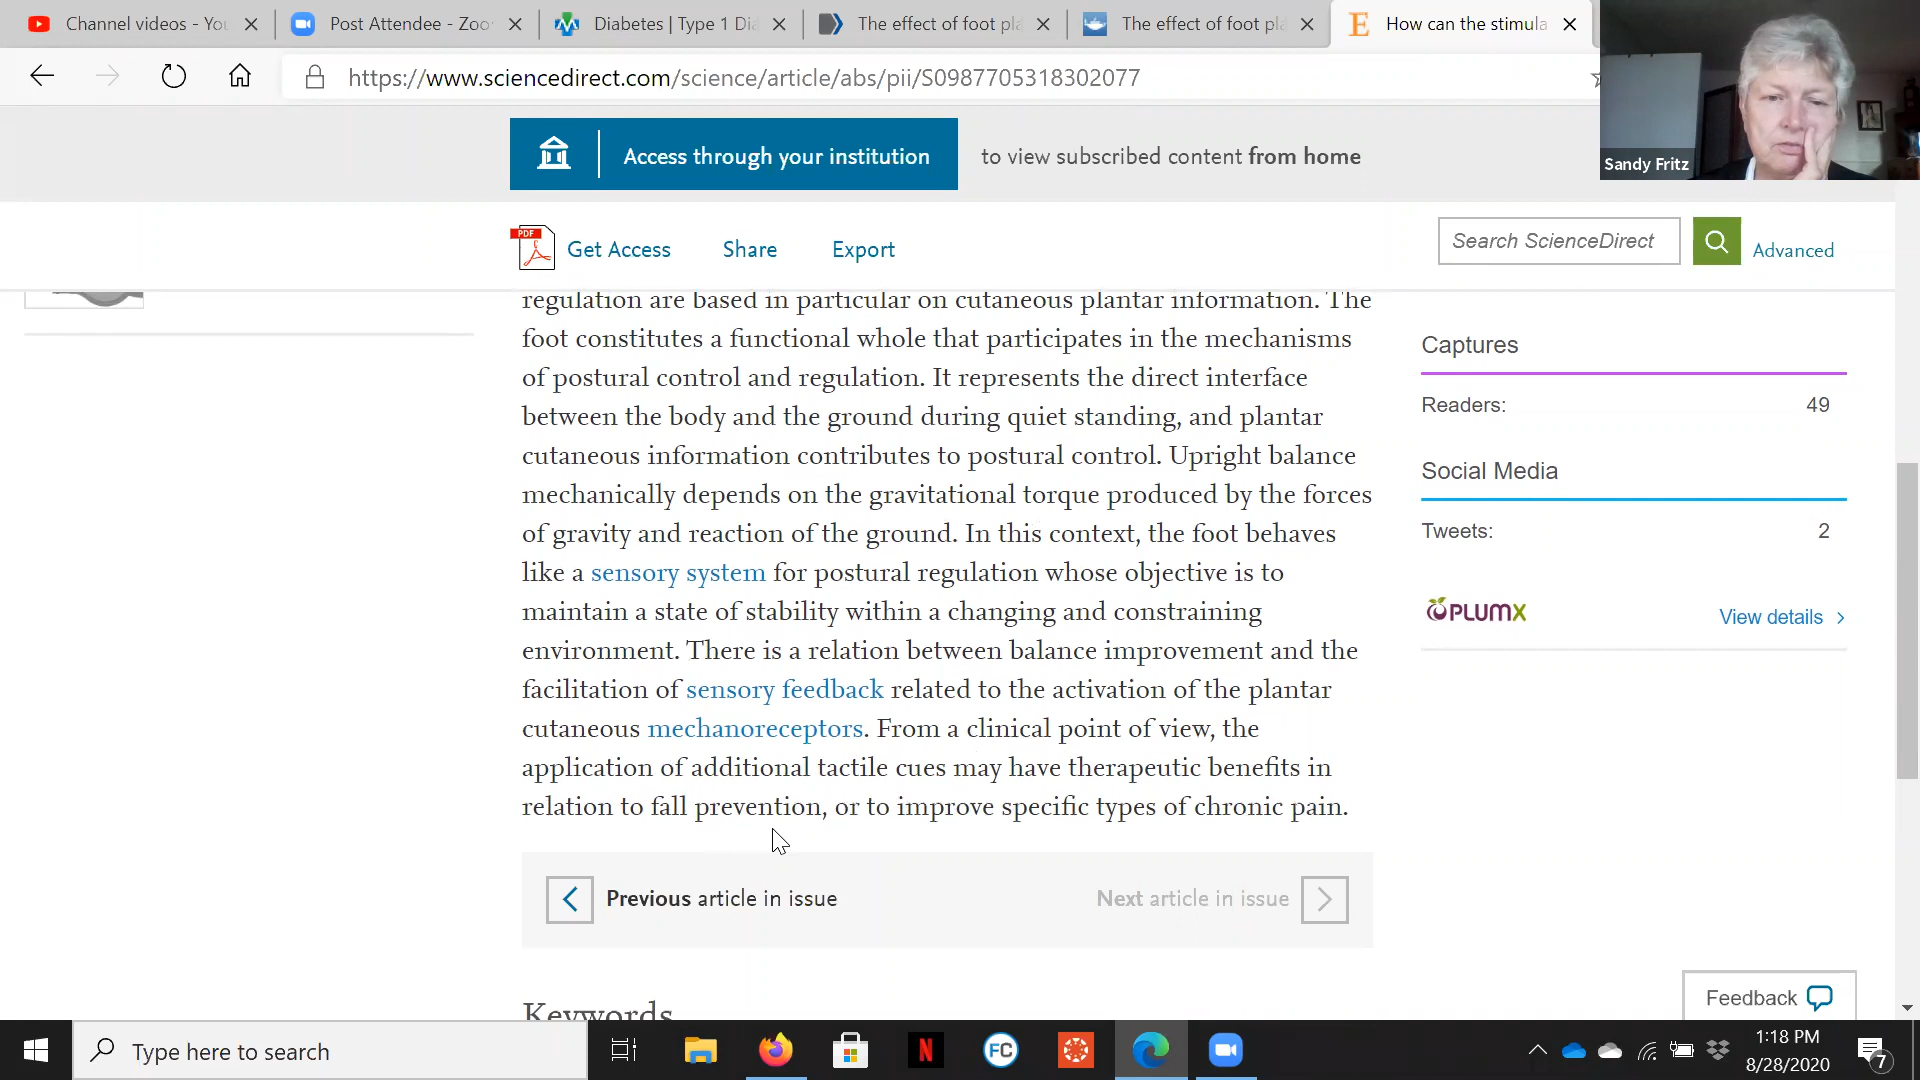 Channel videos - You
Post Attendee - Zoo
Diabetes | Type 1 Dia
The effect of foot pla
The effect of foot pla
E
How can the stimula
https://www.sciencedirect.com/science/article/abs/pii/S0987705318302077
Sandy Fritz
Access through your institution
to view subscribed content from home
PDF
Get Access
Share
Export
Search ScienceDirect
Advanced
regulation are based in particular on cutaneous plantar information. The
foot constitutes a functional whole that participates in the mechanisms
of postural control and regulation. It represents the direct interface
between the body and the ground during quiet standing, and plantar
cutaneous information contributes to postural control. Upright balance
mechanically depends on the gravitational torque produced by the forces
of gravity and reaction of the ground. In this context, the foot behaves
like a sensory system for postural regulation whose objective is to
maintain a state of stability within a changing and constraining
environment. There is a relation between balance improvement and the
facilitation of sensory feedback related to the activation of the plantar
cutaneous mechanoreceptors. From a clinical point of view, the
application of additional tactile cues may have therapeutic benefits in
relation to fall prevention, or to improve specific types of chronic pain.
Captures
Readers: 49
Social Media
Tweets: 2
PLUMX
View details
Previous article in issue
Next article in issue
Keywords
Feedback
Type here to search
N
FC
1:18 PM
8/28/2020
7